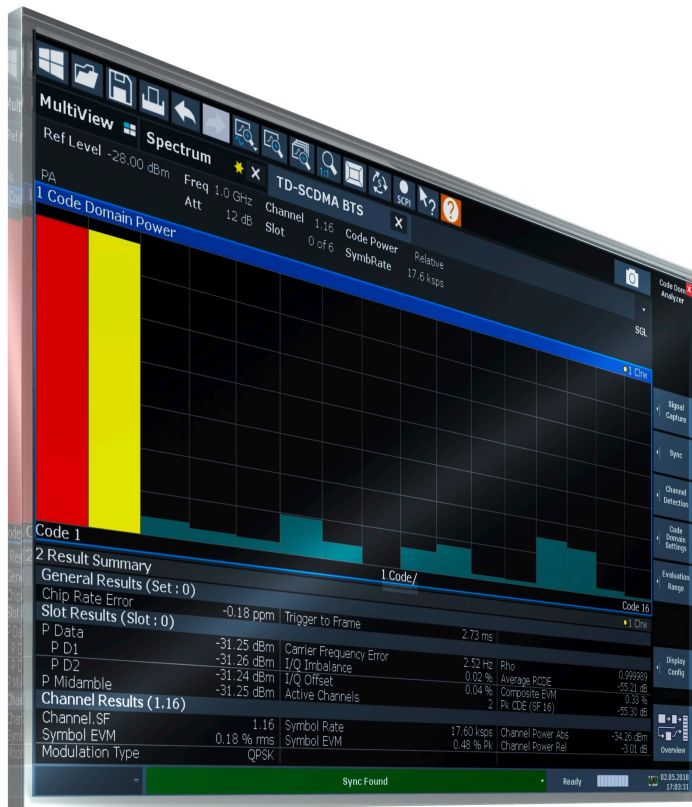 1:1
SCPI
MultiView
Spectrum
TD-SCDMA BTS
Ref Level -28.00 dBm Freq 1.0 GHz Channel 1.16 Code Power Relative
Att 12 dB Slot 0 of 6 SymbRate 17.6 ksps
PA
SGL
1 Code Domain Power 1 Clrw
Code 1 1 Code/ Code 16
2 Result Summary 1 Clrw
General Results (Set : 0)
Chip Rate Error -0.18 ppm Trigger to Frame 2.73 ms
Slot Results (Slot : 0)
P Data -31.25 dBm Carrier Frequency Error 2.52 Hz Rho 0.999989
P D1 -31.26 dBm I/Q Imbalance 0.02 % Average RCDE -55.21 dB
P D2 -31.24 dBm I/Q Offset 0.04 % Composite EVM 0.33 %
P Midamble -31.25 dBm Active Channels 2 Pk CDE (SF 16) -55.30 dB
Channel Results (1.16)
Channel.SF 1.16 Symbol Rate 17.60 ksps Channel Power Abs -34.26 dBm
Symbol EVM 0.18 % rms Symbol EVM 0.48 % Pk Channel Power Rel -3.01 dB
Modulation Type QPSK
Sync Found
Ready
02.05.2018
17:03:31
Code Dom
Analyzer
Signal
Capture
Sync
Channel
Detection
Code
Domain
Settings
Evaluation
Range
Display
Config
Overview